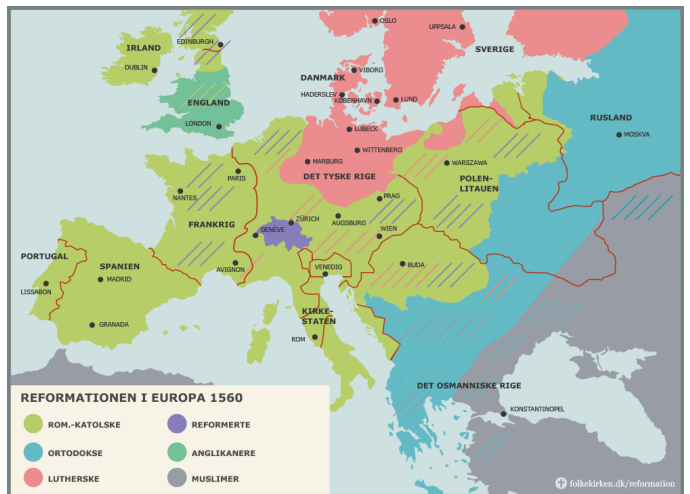 OSLO
UPPSALA
IRLAND
EDINBURGH
SVERIGE
DUBLIN
DANMARK
VIBORG
HADERSLEV
KØBENHAVN
LUND
ENGLAND
RUSLAND
LONDON
LÜBECK
MOSKVA
WITTENBERG
MARBURG
WARSZAWA
PARIS
DET TYSKE RIGE
POLEN-
LITAUEN
NANTES
PRAG
FRANKRIG
ZÜRICH
AUGSBURG
GENÉVE
WIEN
PORTUGAL
SPANIEN
AVIGNON
VENEDIG
BUDA
MADRID
LISSABON
GRANADA
KIRKE-
STATEN
ROM
DET OSMANNISKE RIGE
KONSTANTINOPEL
REFORMATIONEN I EUROPA 1560
ROM.-KATOLSKE
REFORMERTE
ORTODOKSE
ANGLIKANERE
LUTHERSKE
MUSLIMER
folkekirken.dk/reformation